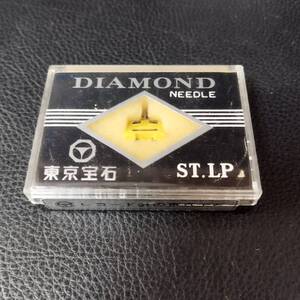 DIAMOND
NEEDLE
東京宝石
ST.LP